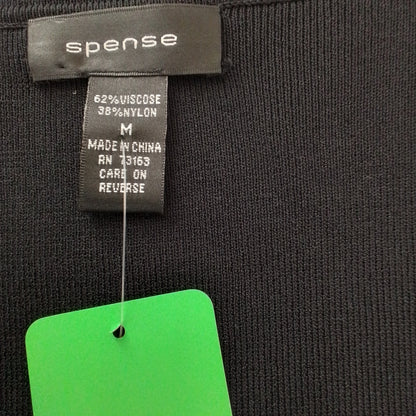 spense
62%VISCOSE
38%NYLON
M
MADE IN CHINA
RN 73163
CARE ON
REVERSE